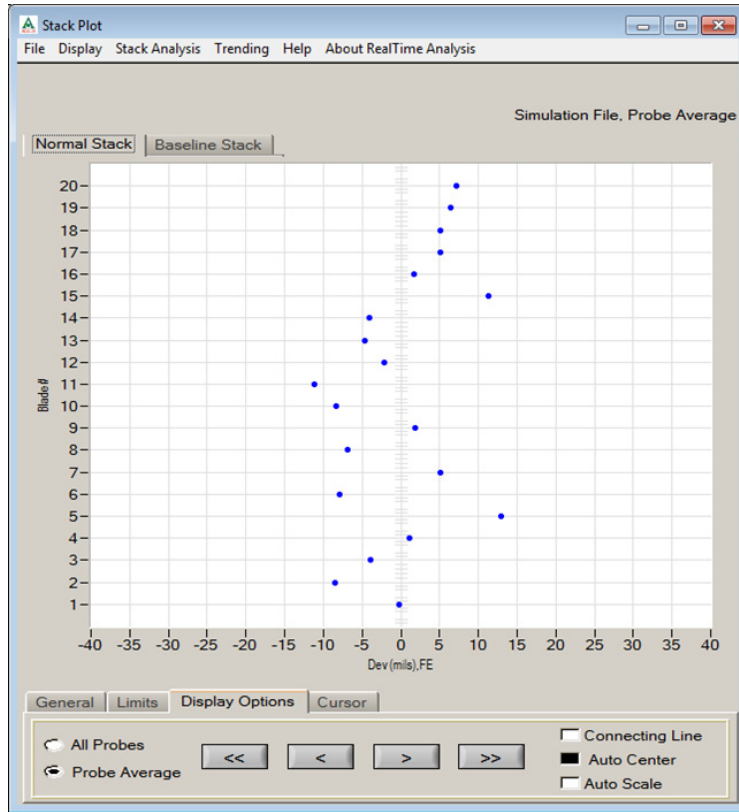 Stack Plot
File Display Stack Analysis Trending Help About RealTime Analysis
Simulation File, Probe Average
Normal Stack Baseline Stack
20
19
18
17
16
15
14
13
12
11
10
9
8
7
6
5
4
3
2
1
Blade#
-40 -35 -30 -25 -20 -15 -10 -5 0 5 10 15 20 25 30 35 40
Dev(mils),FE
General Limits Display Options Cursor
All Probes
Probe Average
<< < > >>
Connecting Line
Auto Center
Auto Scale